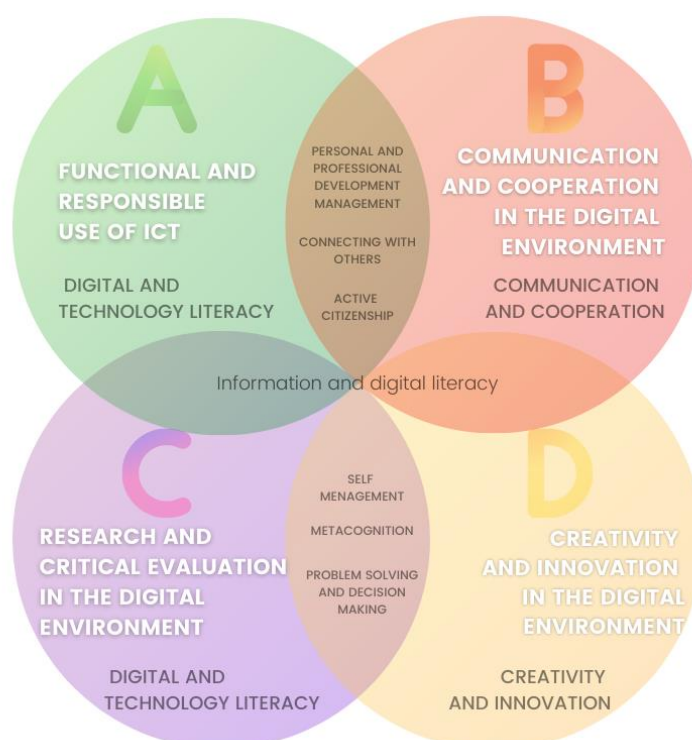 A
FUNCTIONAL AND
RESPONSIBLE
USE OF ICT
DIGITAL AND
TECHNOLOGY LITERACY
PERSONAL AND
PROFESSIONAL
DEVELOPMENT
MANAGEMENT
CONNECTING WITH
OTHERS
ACTIVE
CITIZENSHIP
B
COMMUNICATION
AND COOPERATION
IN THE DIGITAL
ENVIRONMENT
COMMUNICATION
AND COOPERATION
Information and digital literacy
C
RESEARCH AND
CRITICAL EVALUATION
IN THE DIGITAL
ENVIRONMENT
DIGITAL AND
TECHNOLOGY LITERACY
SELF
MENAGEMENT
METACOGNITION
PROBLEM SOLVING
AND DECISION
MAKING
D
CREATIVITY
AND INNOVATION
IN THE DIGITAL
ENVIRONMENT
CREATIVITY
AND INNOVATION